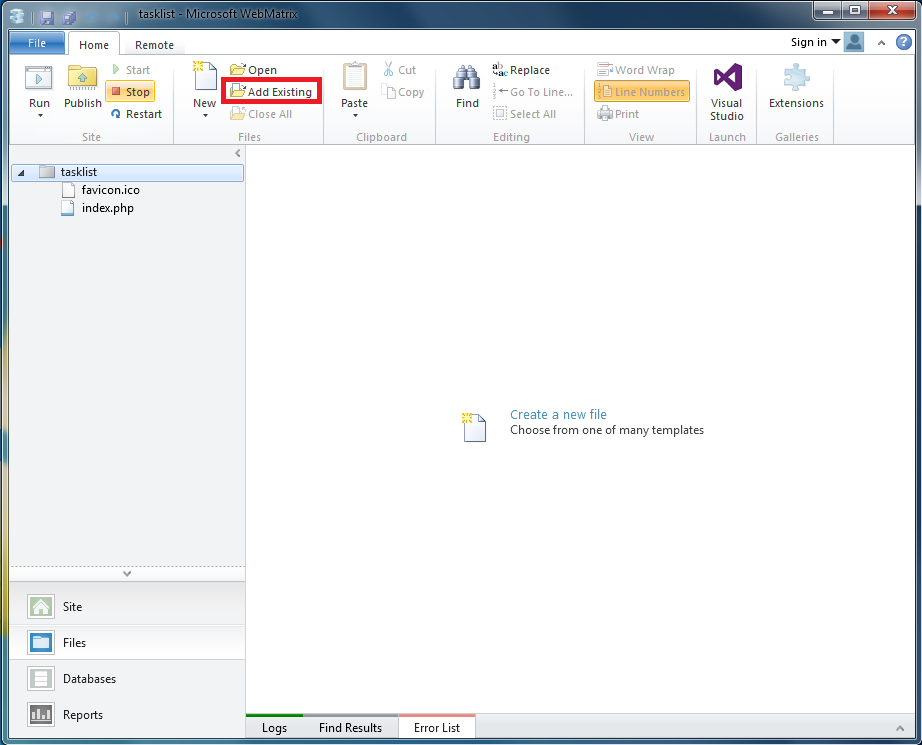 tasklist - Microsoft WebMatrix
File
Home
Remote
Sign in
Run
Publish
Start
Stop
Restart
Site
New
Open
Add Existing
Close All
Files
Paste
Cut
Copy
Clipboard
Find
Replace
Go To Line...
Select All
Editing
Word Wrap
Line Numbers
Print
View
Visual
Studio
Launch
Extensions
Galleries
tasklist
favicon.ico
index.php
Create a new file
Choose from one of many templates
Site
Files
Databases
Reports
Logs
Find Results
Error List